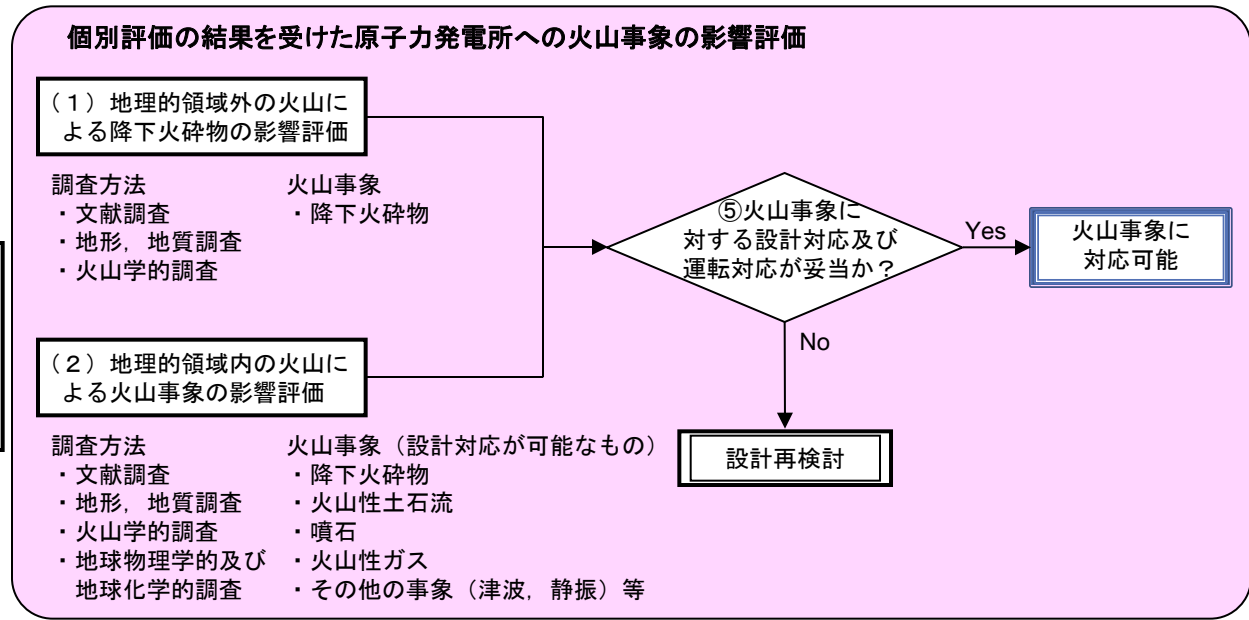 個別評価の結果を受けた原子力発電所への火山事象の影響評価
(1)地理的領域外の火山に
よる降下火砕物の影響評価
調査方法
・文献調査
・地形,地質調査
・火山学的調査
火山事象
・降下火砕物
⑤火山事象に
対する設計対応及び
運転対応が妥当か？
Yes
火山事象に
対応可能
No
設計再検討
(2)地理的領域内の火山に
よる火山事象の影響評価
調査方法
・文献調査
・地形,地質調査
・火山学的調査
・地球物理学的及び
地球化学的調査
火山事象(設計対応が可能なもの)
・降下火砕物
・火山性土石流
・噴石
・火山性ガス
・その他の事象(津波,静振)等